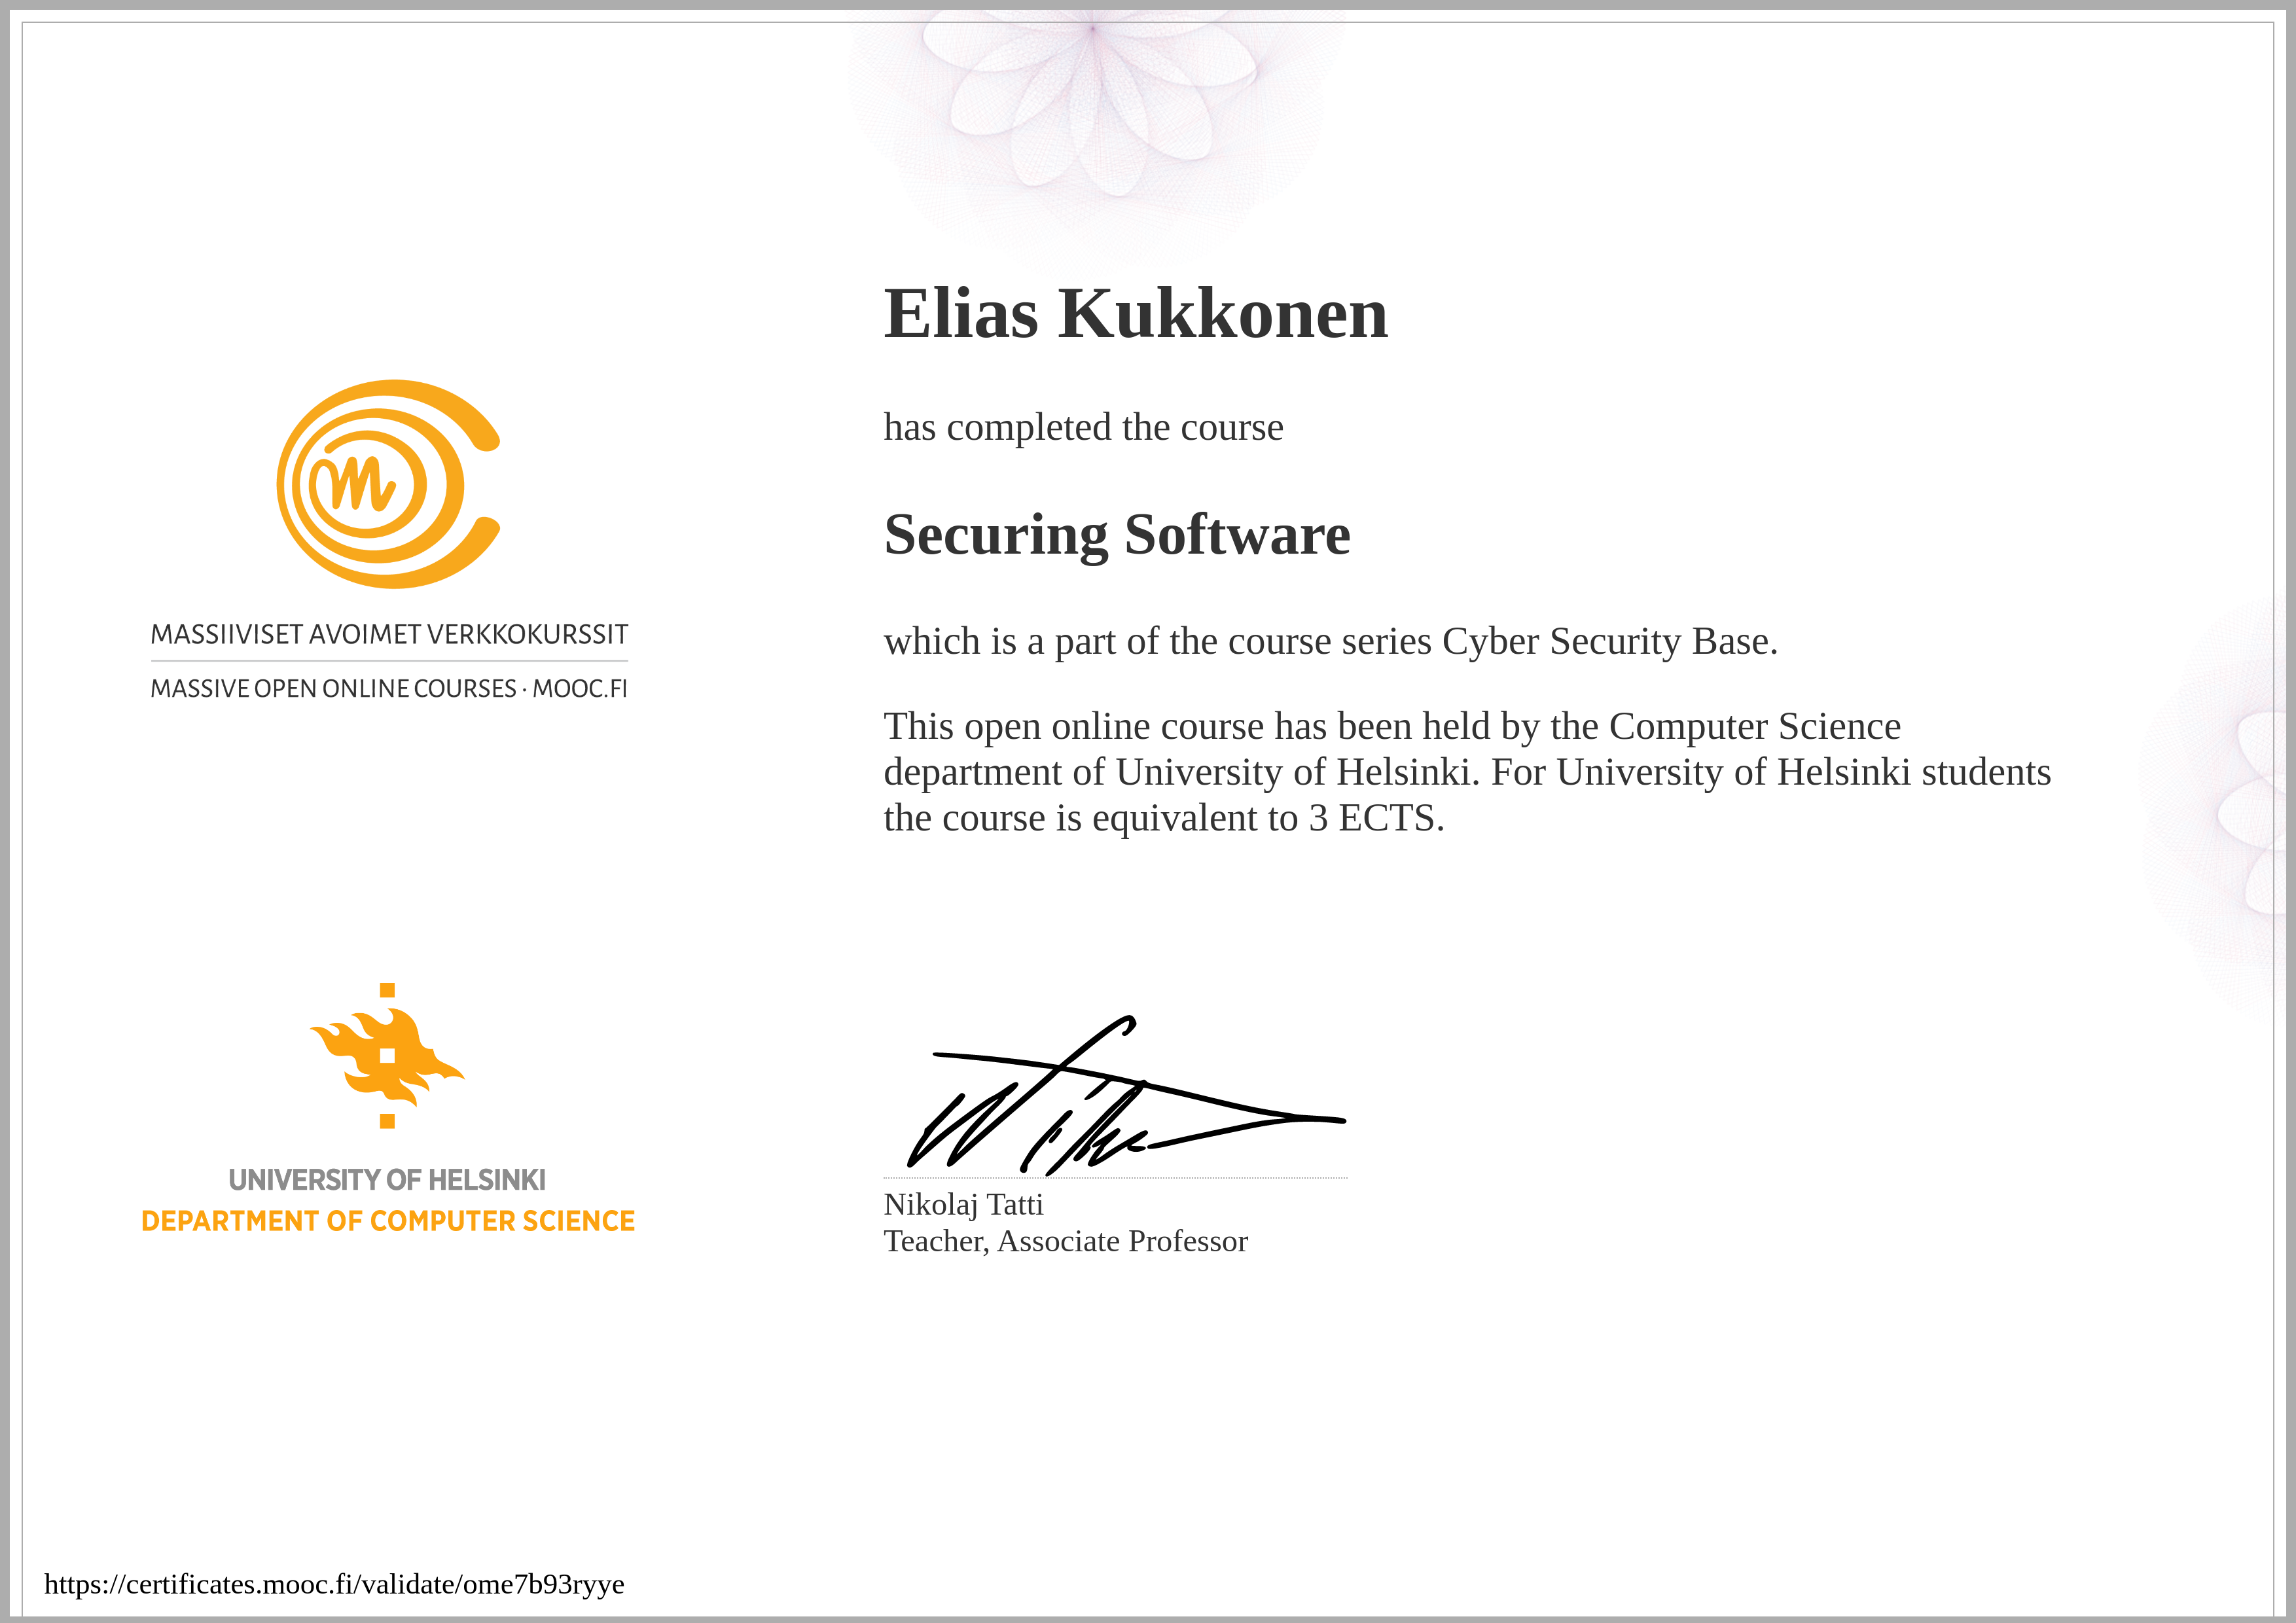 Elias Kukkonen
has completed the course
Securing Software
which is a part of the course series Cyber Security Base.
This open online course has been held by the Computer Science
department of University of Helsinki. For University of Helsinki students
the course is equivalent to 3 ECTS.
MASSIIVISET AVOIMET VERKKOKURSSIT
MASSIVE OPEN ONLINE COURSES · MOOC.FI
UNIVERSITY OF HELSINKI
DEPARTMENT OF COMPUTER SCIENCE
Nikolaj Tatti
Teacher, Associate Professor
https://certificates.mooc.fi/validate/ome7b93ryye